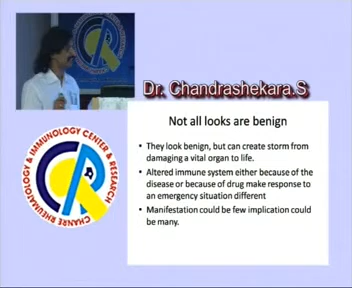 Dr. Chandrashekara.S
Not all looks are benign
• They look benign, but can create storm from
damaging a vital organ to life.
• Altered immune system either because of the
disease or because of drug make response to
an emergency situation different
• Manifestation could be few implication could
be many.
CHANRE RHEUMATOLOGY & IMMUNOLOGY CENTER & RESEARCH